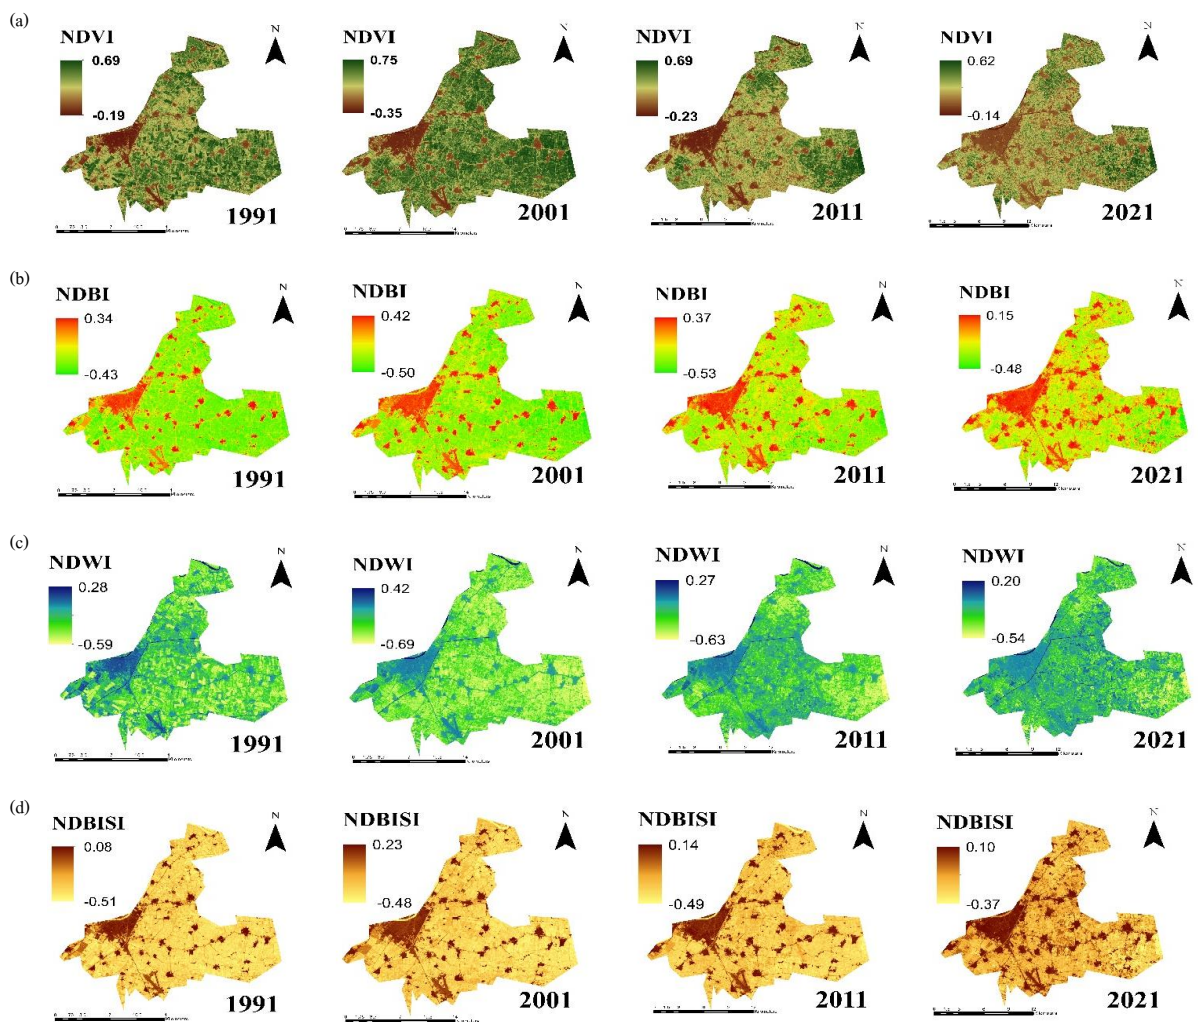 (a)
N N N N
NDVI NDVI NDVI NDVI
0.69 0.75 0.69 0.62
-0.19 -0.35 -0.23 -0.14
1991 2001 2011 2021
(b)
N N N N
NDBI NDBI NDBI NDBI
0.34 0.42 0.37 0.15
-0.43 -0.50 -0.53 -0.48
1991 2001 2011 2021
(c)
N N N N
NDWI NDWI NDWI NDWI
0.28 0.42 0.27 0.20
-0.59 -0.69 -0.63 -0.54
1991 2001 2011 2021
(d)
N N N N
NDBISI NDBISI NDBISI NDBISI
0.08 0.23 0.14 0.10
-0.51 -0.48 -0.49 -0.37
1991 2001 2011 2021